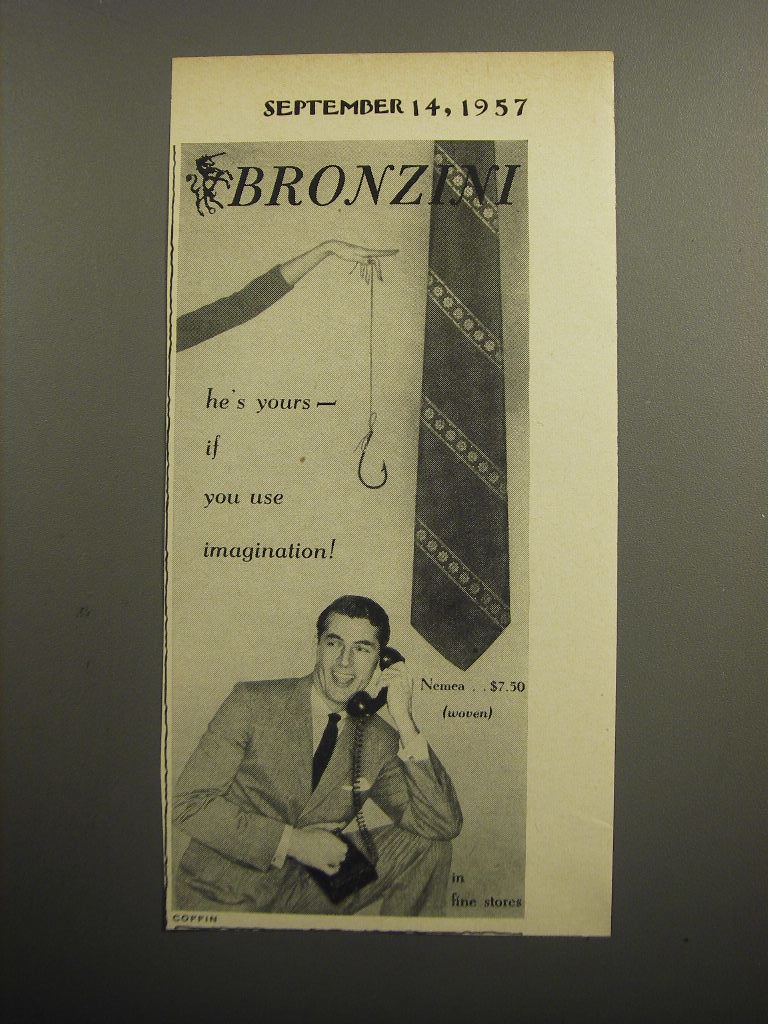 SEPTEMBER 14, 1957
BRONZINI
he's yours —
if
you use
imagination!
Nemea . . $7.50
(woven)
in
fine stores
COFFIN